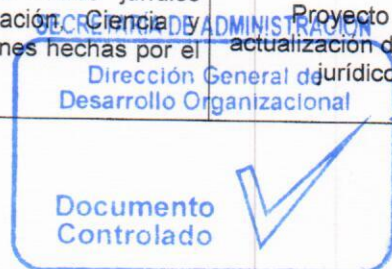 ación, Ciencia y
nes hechas por el
Proyecto
actualización d
jurídico
SECRETARÍA DE ADMINISTRACIÓN
Dirección General de
Desarrollo Organizacional
Documento
Controlado